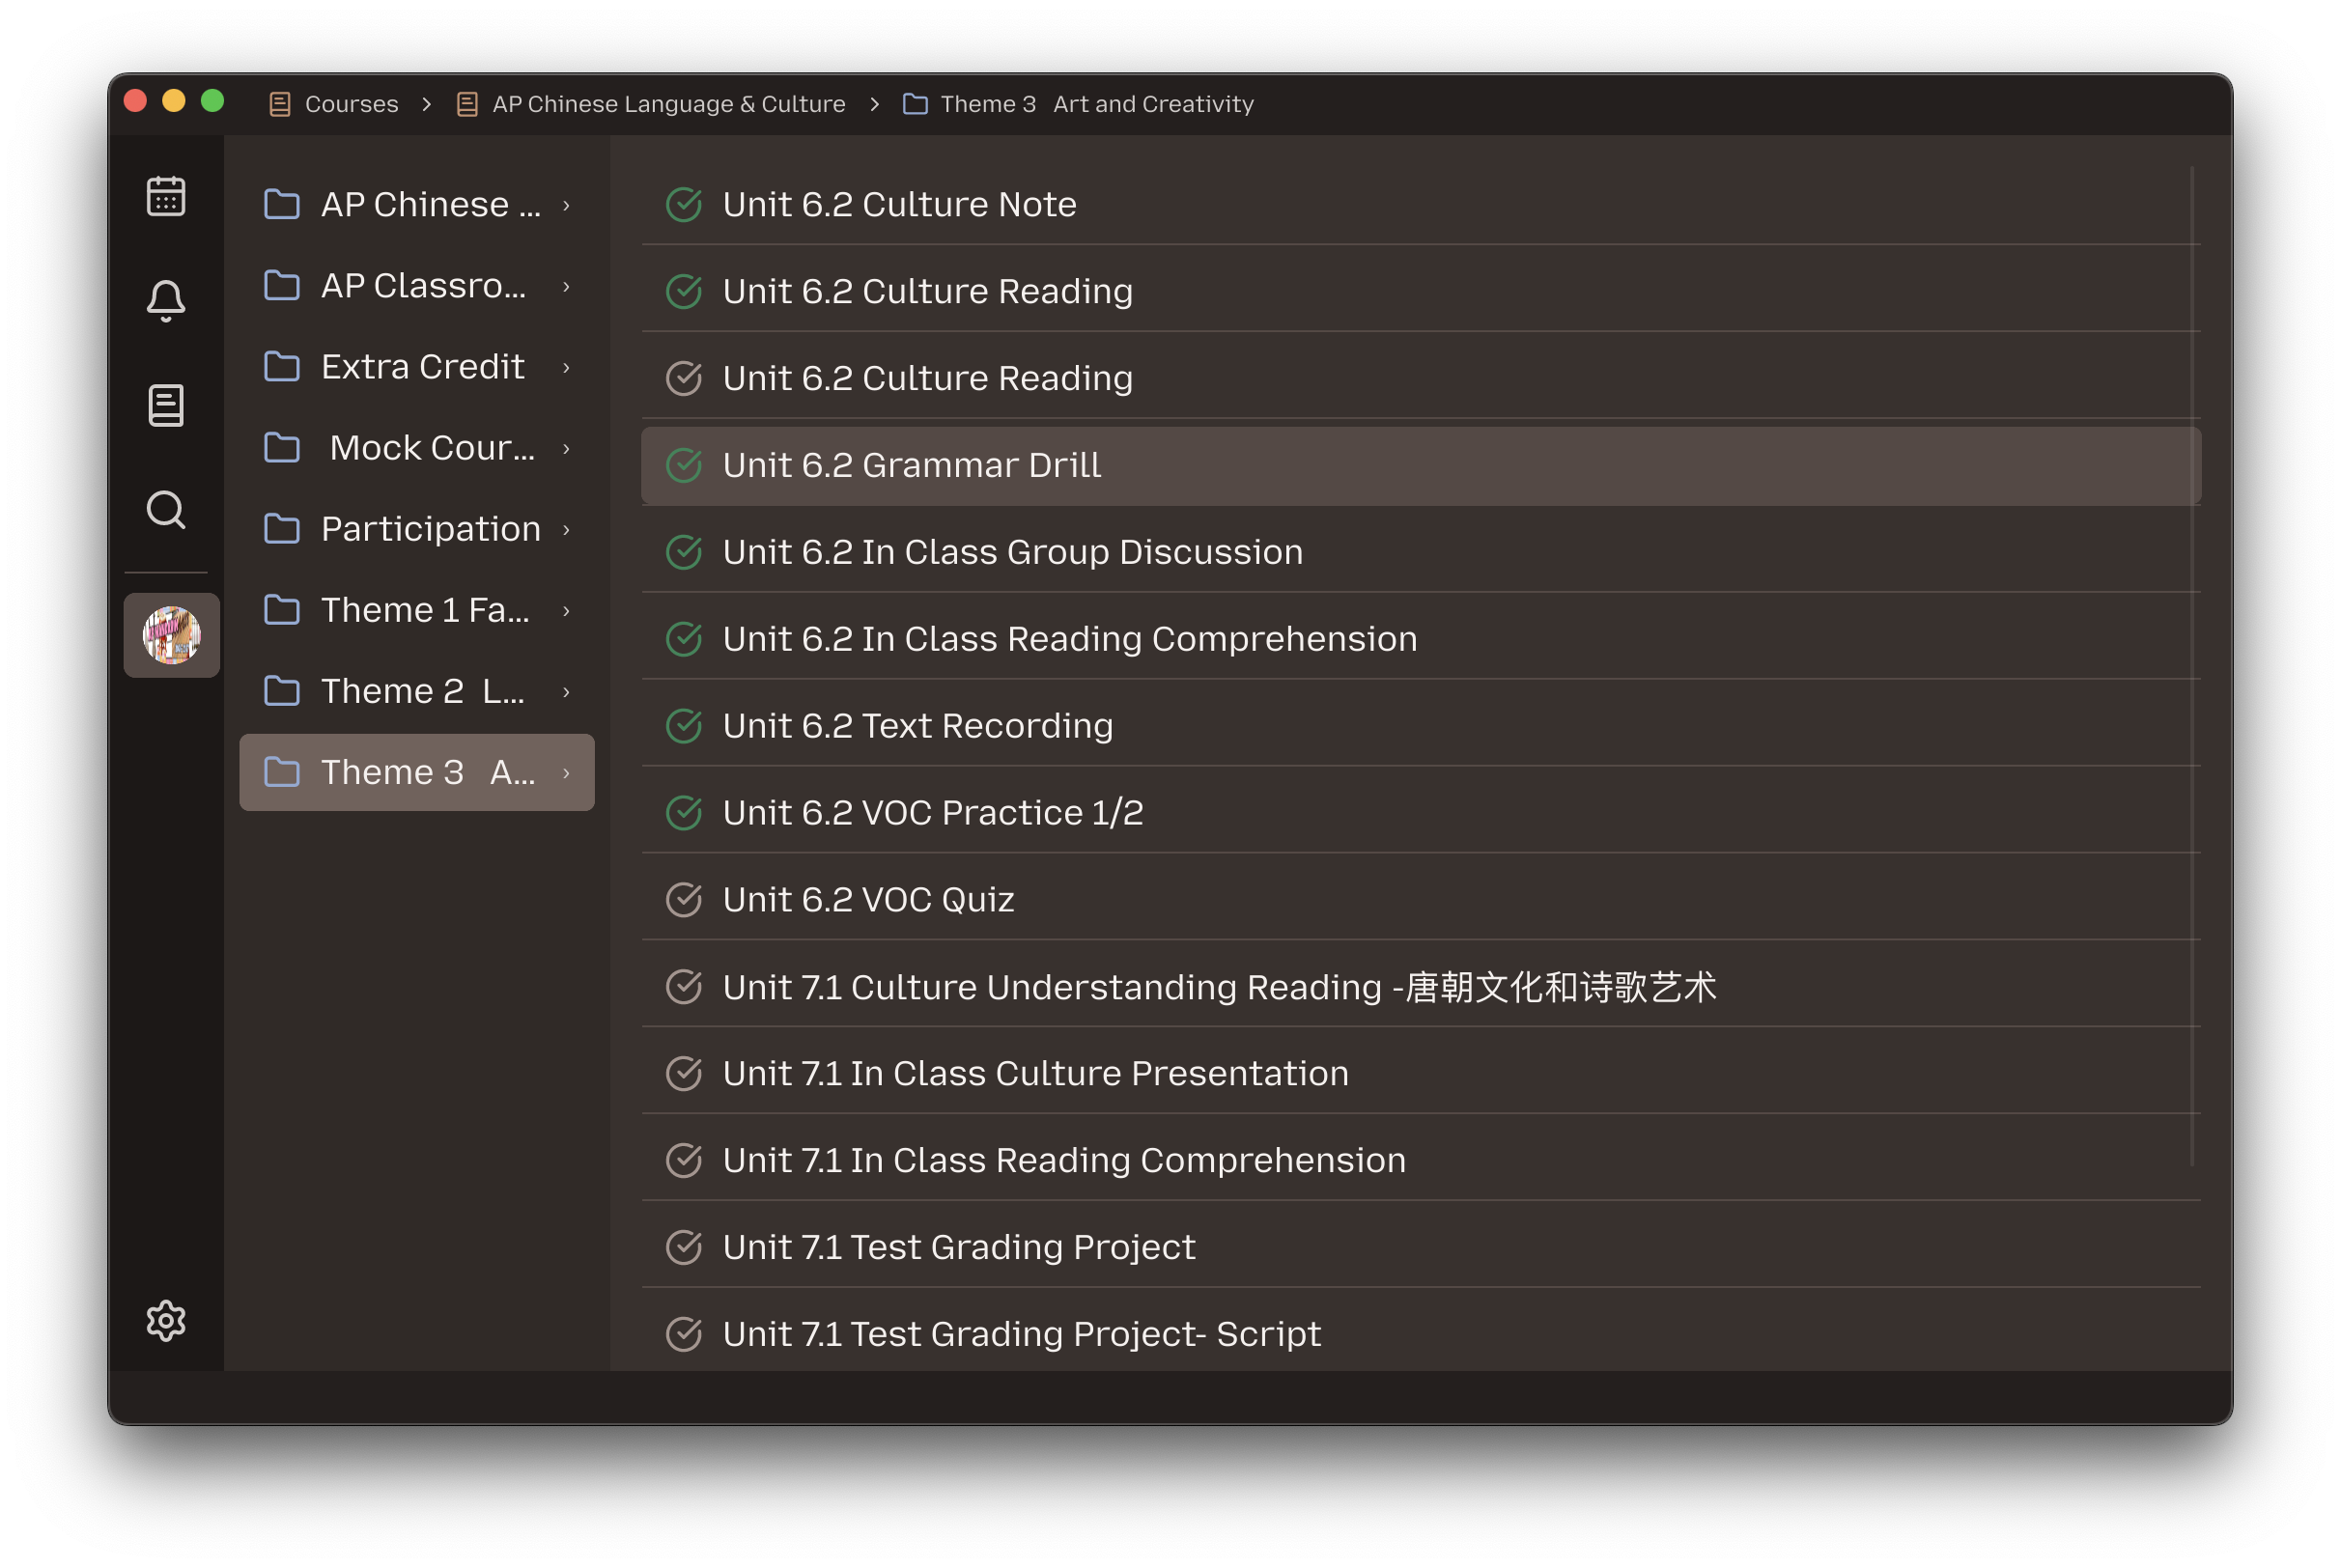 Courses > AP Chinese Language & Culture > Theme 3 Art and Creativity
AP Chinese ...
AP Classro...
Extra Credit
Mock Cour...
Participation
Theme 1 Fa...
Theme 2 L...
Theme 3 A...
Unit 6.2 Culture Note
Unit 6.2 Culture Reading
Unit 6.2 Culture Reading
Unit 6.2 Grammar Drill
Unit 6.2 In Class Group Discussion
Unit 6.2 In Class Reading Comprehension
Unit 6.2 Text Recording
Unit 6.2 VOC Practice 1/2
Unit 6.2 VOC Quiz
Unit 7.1 Culture Understanding Reading -唐朝文化和诗歌艺术
Unit 7.1 In Class Culture Presentation
Unit 7.1 In Class Reading Comprehension
Unit 7.1 Test Grading Project
Unit 7.1 Test Grading Project- Script